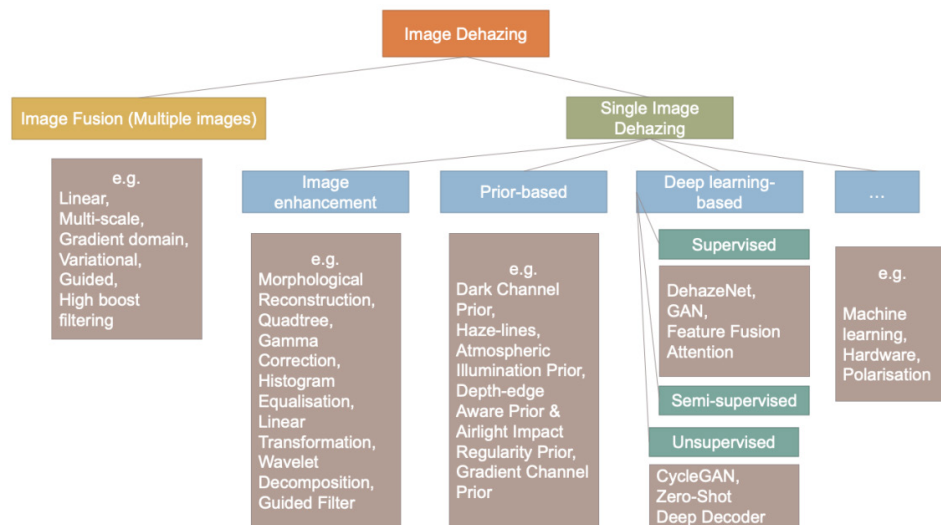 Image Dehazing
Image Fusion (Multiple images)
Single Image
Dehazing
e.g.
Linear,
Multi-scale,
Gradient domain,
Variational,
Guided,
High boost
filtering
Image
enhancement
e.g.
Morphological
Reconstruction,
Quadtree,
Gamma
Correction,
Histogram
Equalisation,
Linear
Transformation,
Wavelet
Decomposition,
Guided Filter
Prior-based
e.g.
Dark Channel
Prior,
Haze-lines,
Atmospheric
Illumination Prior,
Depth-edge
Aware Prior &
Airlight Impact
Regularity Prior,
Gradient Channel
Prior
Deep learning-
based
Supervised
DehazeNet,
GAN,
Feature Fusion
Attention
Semi-supervised
Unsupervised
CycleGAN,
Zero-Shot
Deep Decoder
...
e.g.
Machine
learning,
Hardware,
Polarisation